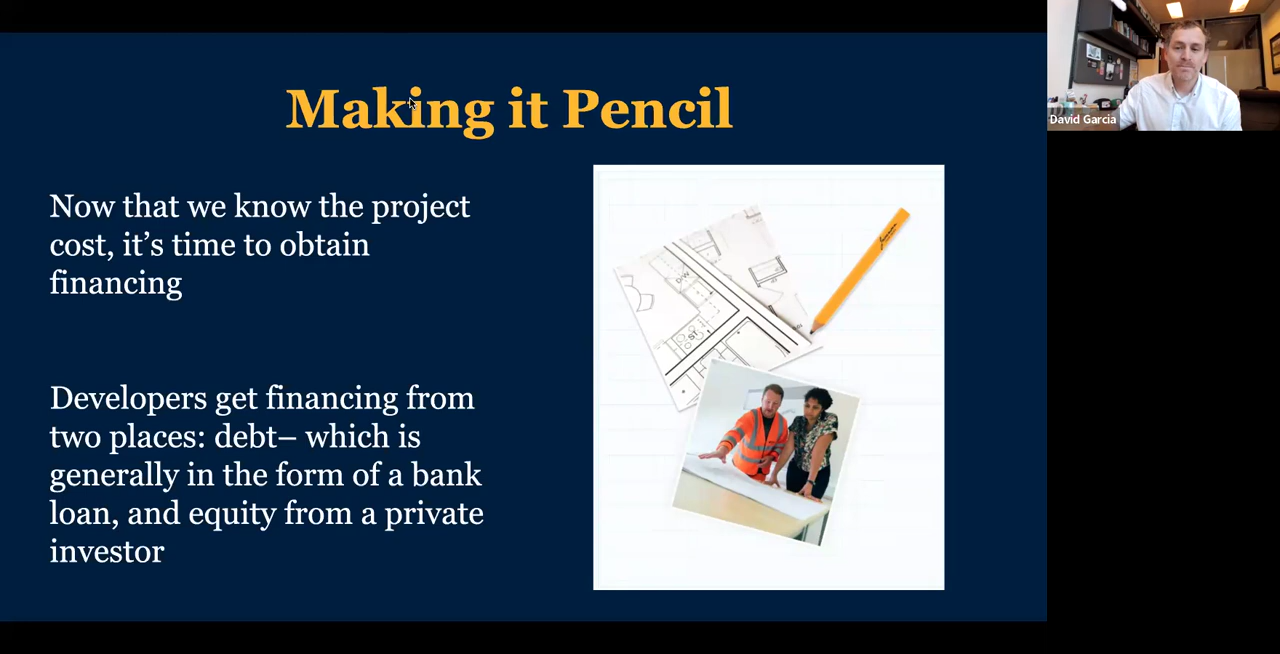 Making it Pencil
Now that we know the project
cost, it's time to obtain
financing
Developers get financing from
two places: debt– which is
generally in the form of a bank
loan, and equity from a private
investor
D/W
ST
David Garcia